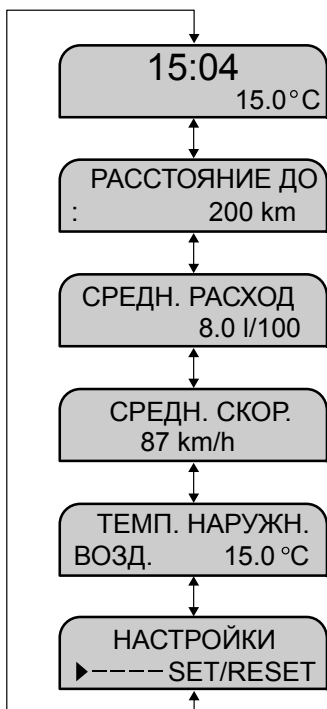 15:04
15.0°C
РАССТОЯНИЕ ДО
: 200 km
СРЕДН. РАСХОД
8.0 l/100
СРЕДН. СКОР.
87 km/h
ТЕМП. НАРУЖН.
ВОЗД. 15.0 °C
НАСТРОЙКИ
▶---- SET/RESET